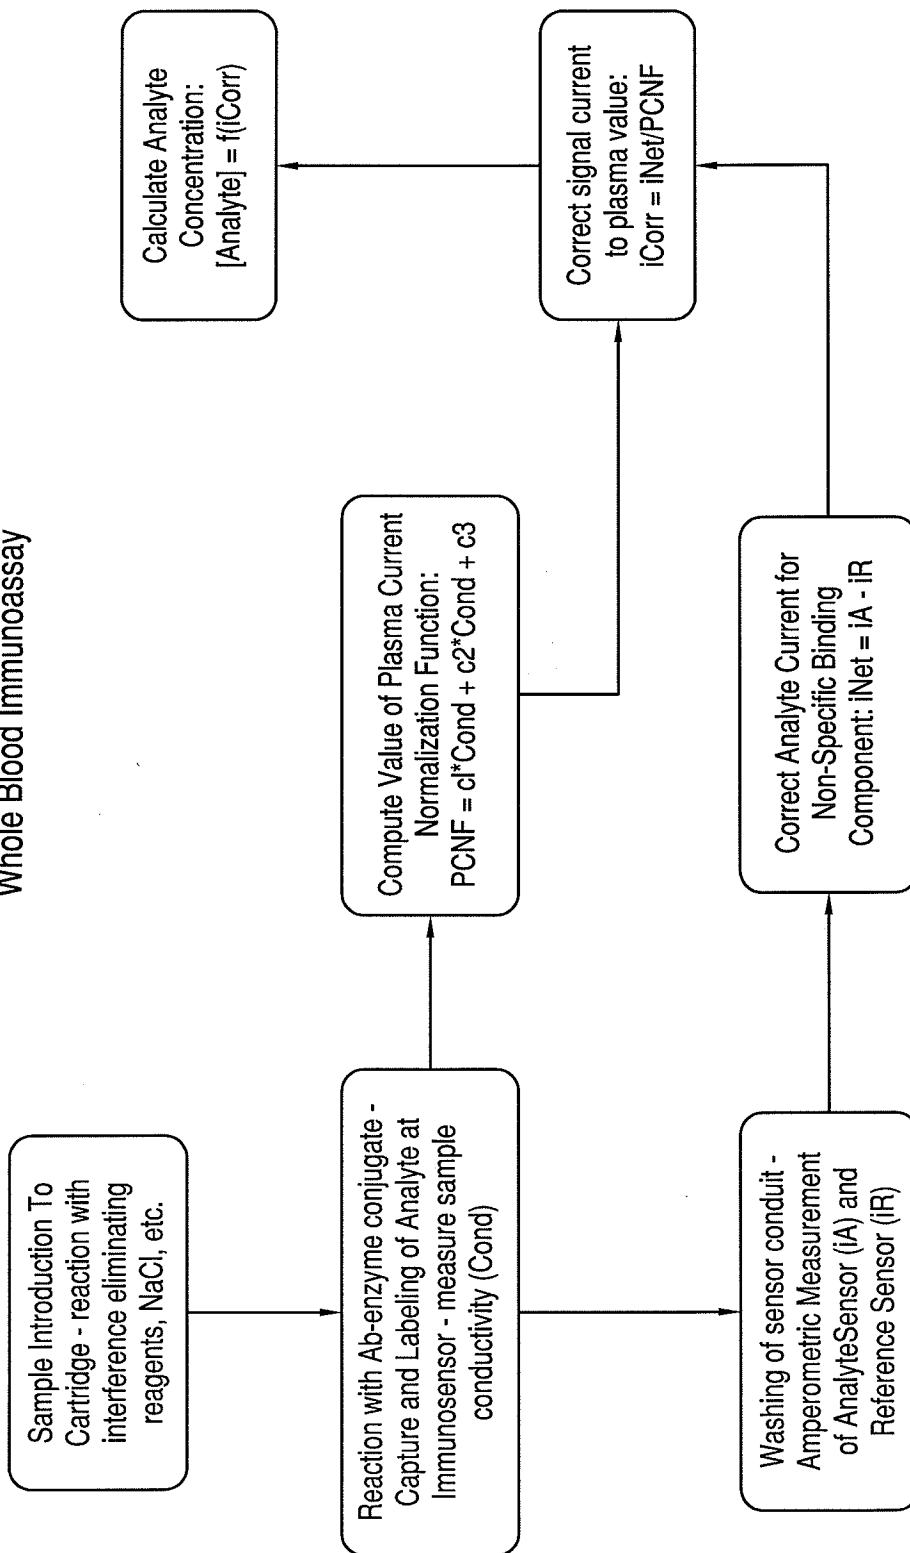 Whole Blood Immunoassay
Sample Introduction To
Cartridge - reaction with
interference eliminating
reagents, NaCl, etc.
Reaction with Ab-enzyme conjugate -
Capture and Labeling of Analyte at
Immunosensor - measure sample
conductivity (Cond)
Washing of sensor conduit -
Amperometric Measurement
of AnalyteSensor (iA) and
Reference Sensor (iR)
Compute Value of Plasma Current
Normalization Function:
PCNF = cl*Cond + c2*Cond + c3
Correct Analyte Current for
Non-Specific Binding
Component: iNet = iA - iR
Correct signal current
to plasma value:
iCorr = iNet/PCNF
Calculate Analyte
Concentration:
[Analyte] = f(iCorr)